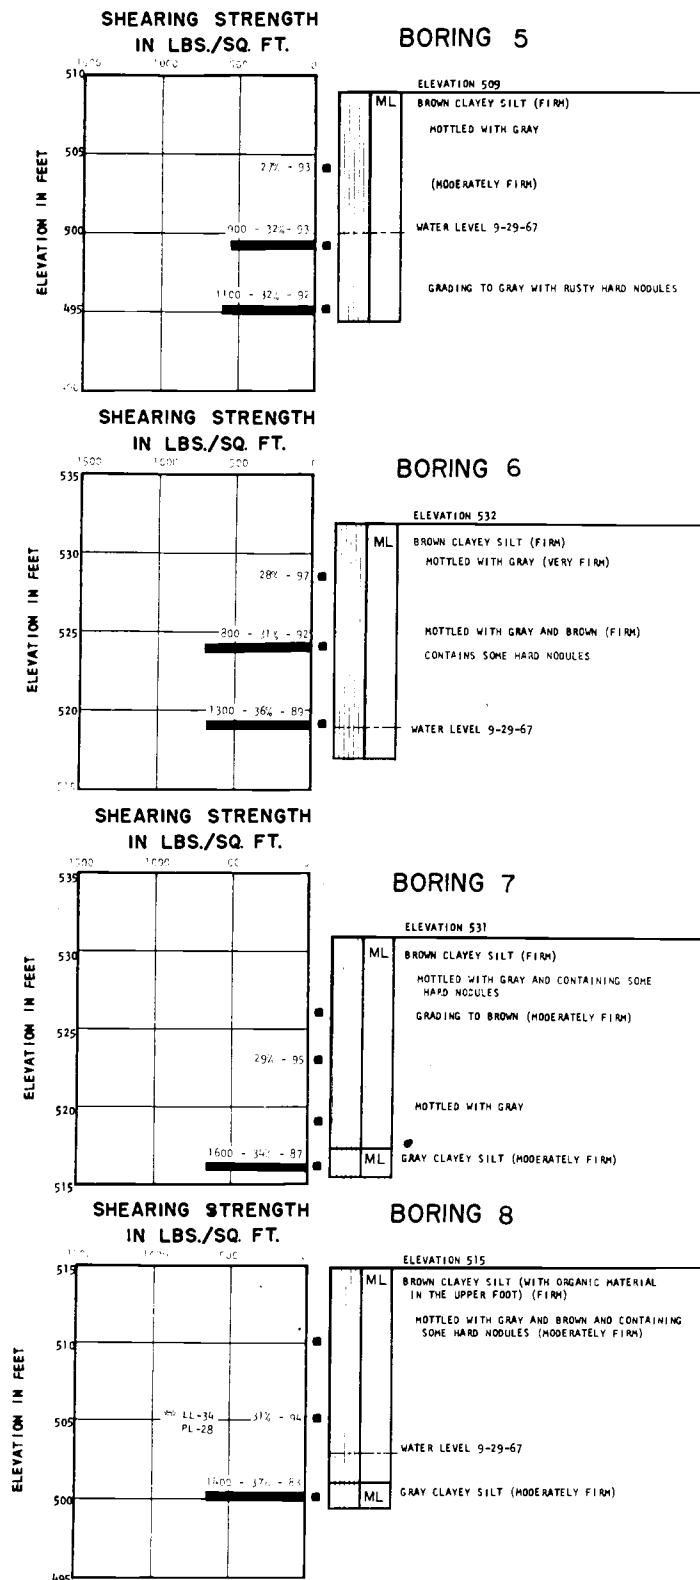 SHEARING STRENGTH
IN LBS./SQ. FT.
BORING 5
1000
510
ELEVATION 509
ML
BROWN CLAYEY SILT (FIRM)
MOTTLED WITH GRAY
505
27% - 93
(MODERATELY FIRM)
ELEVATION IN FEET
500
900 - 32% - 93
WATER LEVEL 9-29-67
1100 - 32% - 92
GRADING TO GRAY WITH RUSTY HARD NODULES
495
SHEARING STRENGTH
IN LBS./SQ. FT.
1500 1000 500 0
BORING 6
535
ELEVATION 532
ML
BROWN CLAYEY SILT (FIRM)
MOTTLED WITH GRAY (VERY FIRM)
530
28% - 97
ELEVATION IN FEET
525
800 - 31% - 92
MOTTLED WITH GRAY AND BROWN (FIRM)
CONTAINS SOME HARD NODULES
520
1300 - 36% - 89
WATER LEVEL 9-29-67
515
SHEARING STRENGTH
IN LBS./SQ. FT.
1500 1000
BORING 7
535
ELEVATION 531
ML
BROWN CLAYEY SILT (FIRM)
530
MOTTLED WITH GRAY AND CONTAINING SOME
HARD NODULES
GRADING TO BROWN (MODERATELY FIRM)
ELEVATION IN FEET
525
29% - 95
520
MOTTLED WITH GRAY
1600 - 34% - 87
ML
GRAY CLAYEY SILT (MODERATELY FIRM)
515
SHEARING STRENGTH
IN LBS./SQ. FT.
BORING 8
515
ELEVATION 515
ML
BROWN CLAYEY SILT (WITH ORGANIC MATERIAL
IN THE UPPER FOOT) (FIRM)
MOTTLED WITH GRAY AND BROWN AND CONTAINING
SOME HARD NODULES (MODERATELY FIRM)
510
ELEVATION IN FEET
505
LL-34
PL-28
31% - 94
WATER LEVEL 9-29-67
1600 - 37% - 83
ML
GRAY CLAYEY SILT (MODERATELY FIRM)
500
495